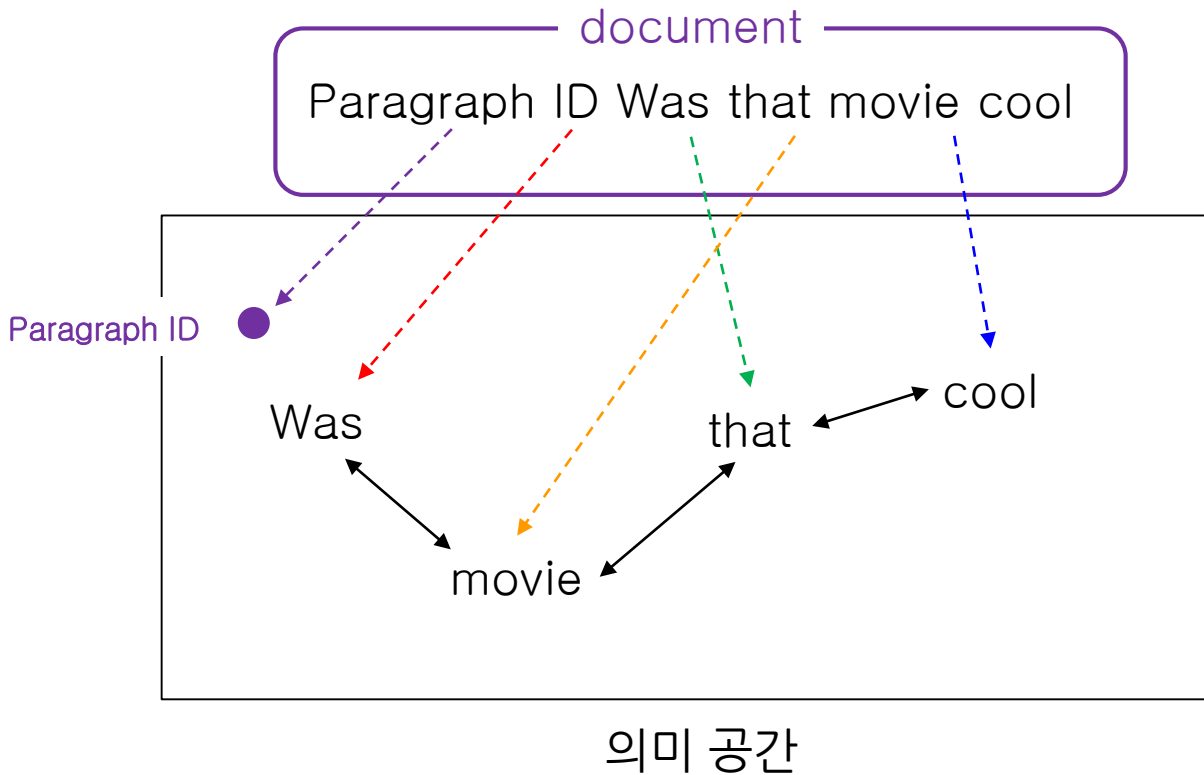 document
Paragraph ID Was that movie cool
Paragraph ID
cool
Was
that
movie
의미 공간